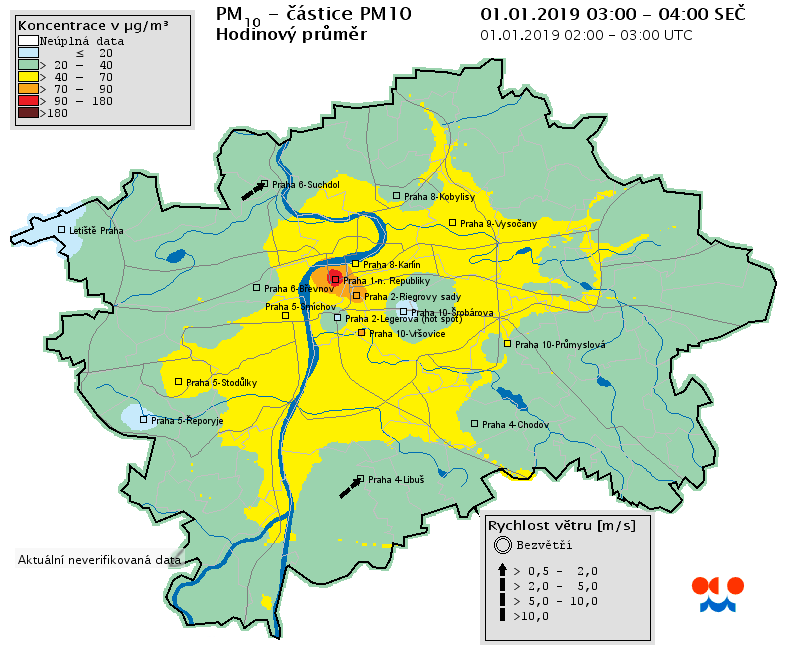 Koncentrace v µg/m³
Neúplná data
≤ 20
> 20 - 40
> 40 - 70
> 70 - 90
> 90 - 180
>180
PM10 – částice PM10
Hodinový průměr
01.01.2019 03:00 – 04:00 SEČ
01.01.2019 02:00 – 03:00 UTC
Praha 6-Suchdol
Praha 8-Kobylisy
Praha 9-Vysočany
Letiště Praha
Praha 8-Karlín
Praha 1-n. Republiky
Praha 6-Břevnov
Praha 2-Riegrovy sady
Praha 5-Smíchov
Praha 10-Šrobárova
Praha 2-Legerova (hot spot)
Praha 10-Vršovice
Praha 10-Průmyslová
Praha 5-Stodůlky
Praha 5-Řeporyje
Praha 4-Chodov
Praha 4-Libuš
Aktuální neverifikovaná data
Rychlost větru [m/s]
Bezvětří
> 0,5 - 2,0
> 2,0 - 5,0
> 5,0 - 10,0
>10,0